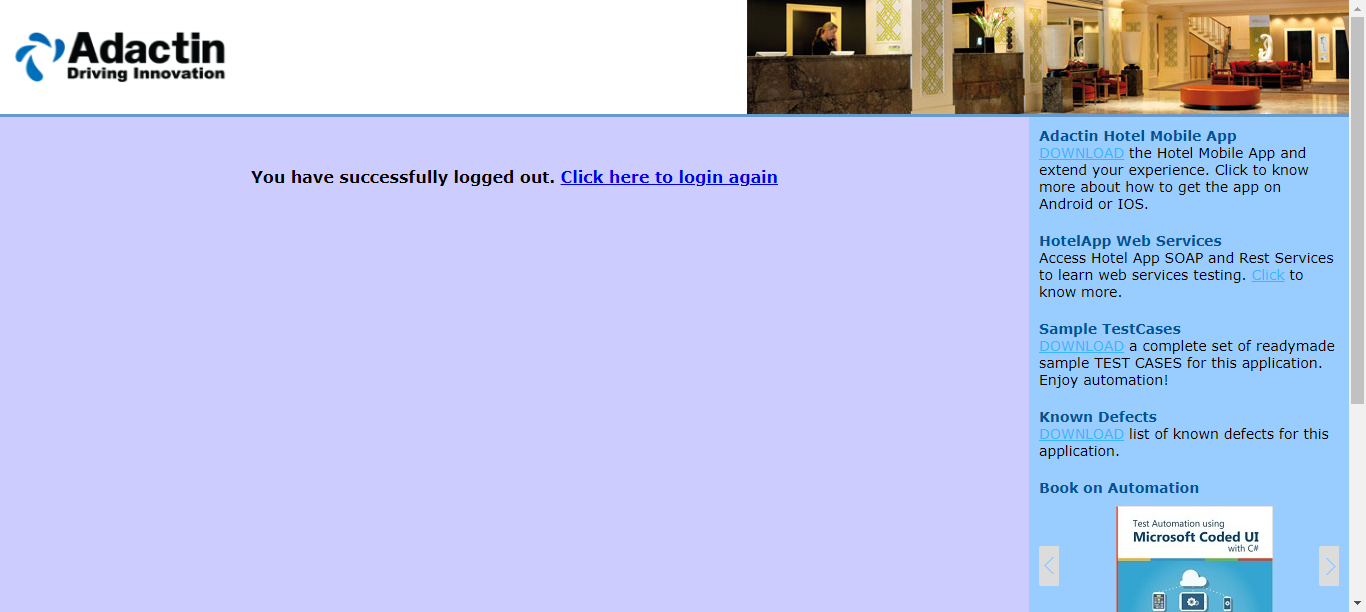 Adactin
Driving Innovation
You have successfully logged out. Click here to login again
Adactin Hotel Mobile App
DOWNLOAD the Hotel Mobile App and
extend your experience. Click to know
more about how to get the app on
Android or IOS.
HotelApp Web Services
Access Hotel App SOAP and Rest Services
to learn web services testing. Click to
know more.
Sample TestCases
DOWNLOAD a complete set of readymade
sample TEST CASES for this application.
Enjoy automation!
Known Defects
DOWNLOAD list of known defects for this
application.
Book on Automation
Test Automation using
Microsoft Coded UI
with C#